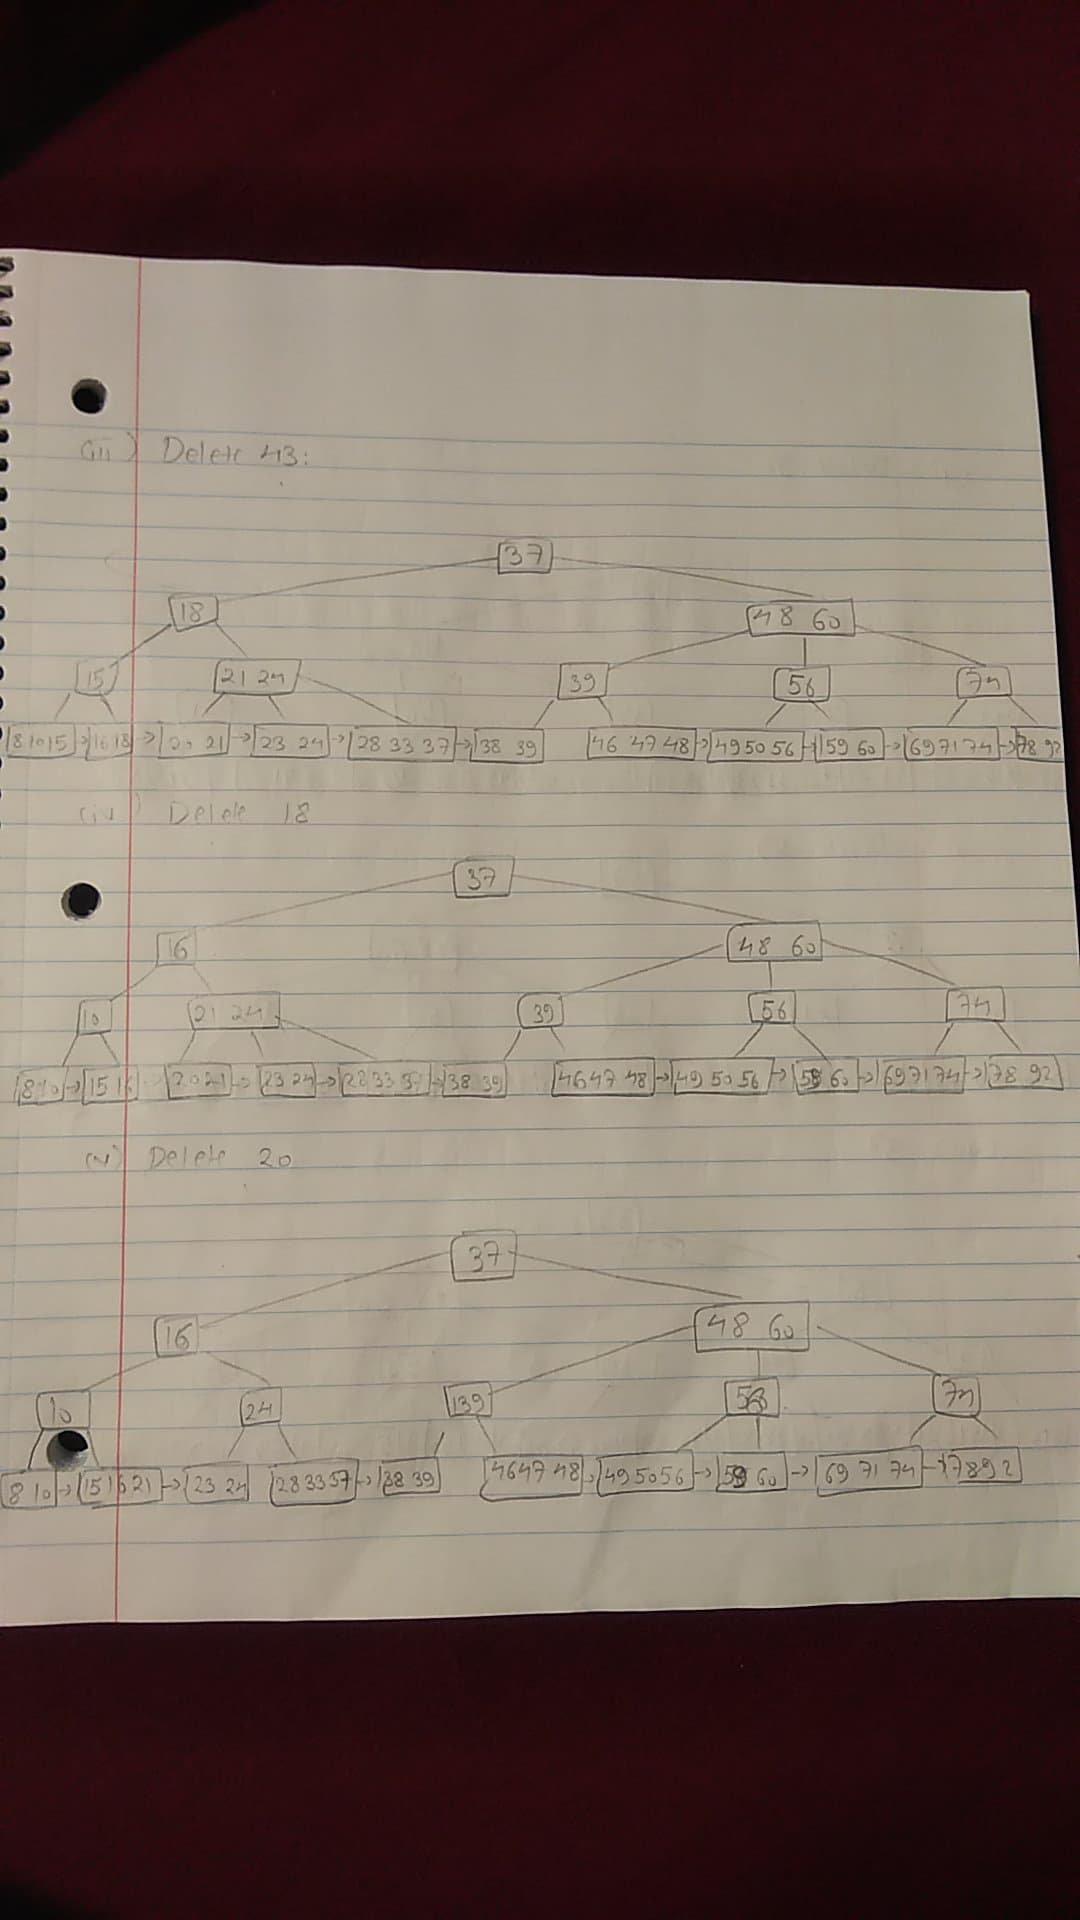 (iii) Delete 43:
37
18 48 60
15 21 24 39 56 74
8 10 15 → 16 18 → 20 21 → 23 24 → 28 33 37 → 38 39 46 47 48 → 49 50 56 → 59 60 → 69 71 74 → 78 92
(iv) Delete 18
37
16 48 60
10 21 24 39 56 74
8 10 → 15 16 20 21 → 23 24 → 28 33 37 → 38 39 46 47 48 → 49 50 56 → 59 60 → 69 71 74 → 78 92
(v) Delete 20
37
16 48 60
10 24 39 56 74
8 10 → 15 16 21 → 23 24 28 33 37 → 38 39 46 47 48 → 49 50 56 → 59 60 → 69 71 74 → 78 92